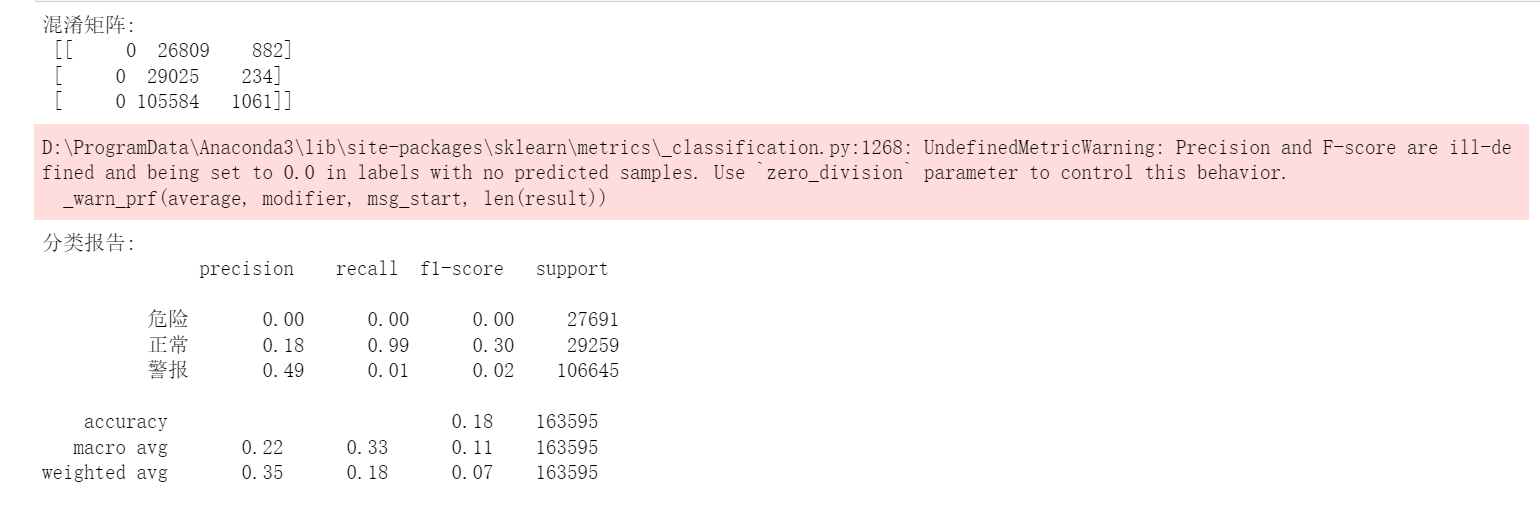 混淆矩阵:
[[     0  26809    882]
[     0  29025    234]
[     0 105584   1061]]
D:\ProgramData\Anaconda3\lib\site-packages\sklearn\metrics\_classification.py:1268: UndefinedMetricWarning: Precision and F-score are ill-de
fined and being set to 0.0 in labels with no predicted samples. Use `zero_division` parameter to control this behavior.
_warn_prf(average, modifier, msg_start, len(result))
分类报告:
precision    recall  f1-score   support
危险       0.00      0.00      0.00     27691
正常       0.18      0.99      0.30     29259
警报       0.49      0.01      0.02    106645
accuracy                           0.18    163595
macro avg       0.22      0.33      0.11    163595
weighted avg       0.35      0.18      0.07    163595